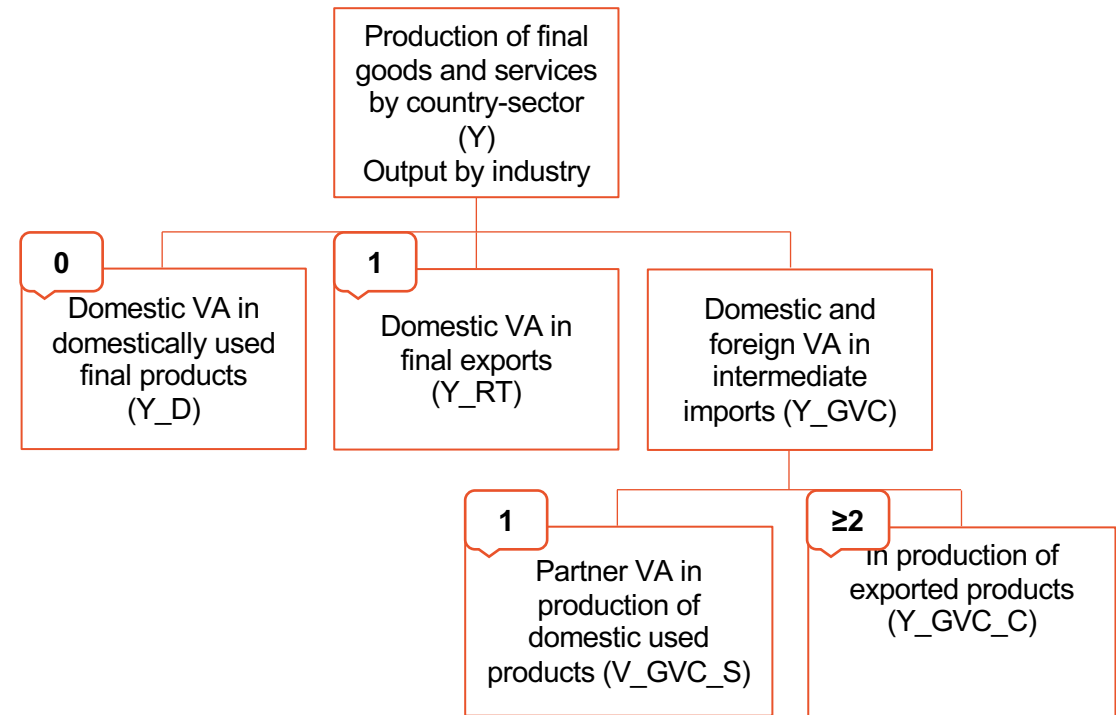 Production of final
goods and services
by country-sector
(Y)
Output by industry
0
Domestic VA in
domestically used
final products
(Y_D)
1
Domestic VA in
final exports
(Y_RT)
Domestic and
foreign VA in
intermediate
imports (Y_GVC)
1
Partner VA in
production of
domestic used
products (V_GVC_S)
≥2
In production of
exported products
(Y_GVC_C)